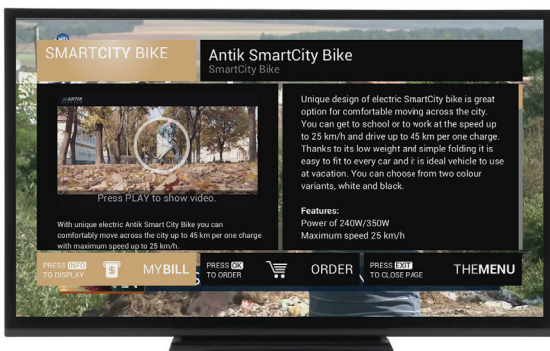 SMARTCITY BIKE
Antik SmartCity Bike
SmartCity Bike
ANTIK
Press PLAY to show video.
With unique electric Antik Smart City Bike you can
comfortably move across the city up to 45 km per one charge
with maximum speed up to 25 km/h.
Unique design of electric SmartCity bike is great
option for comfortable moving across the city.
You can get to school or to work at the speed up
to 25 km/h and drive up to 45 km per one charge.
Thanks to its low weight and simple folding it is
easy to fit to every car and it is ideal vehicle to use
at vacation. You can choose from two colour
variants, white and black.
Features:
Power of 240W/350W
Maximum speed 25 km/h
PRESS INFO
TO DISPLAY
$
MYBILL
PRESS OK
TO ORDER
ORDER
PRESS EXIT
TO CLOSE PAGE
THEMENU